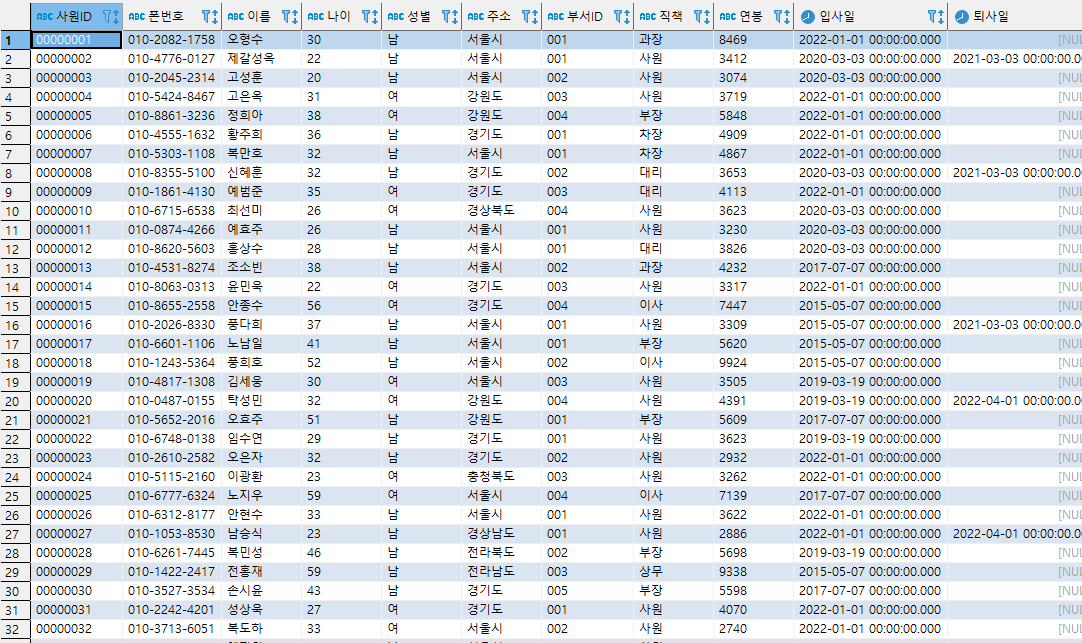 ABC 사원ID ABC 폰번호 ABC 이름 ABC 나이 ABC 성별 ABC 주소 ABC 부서ID ABC 직책 ABC 연봉 입사일 퇴사일
1 00000001 010-2082-1758 오형수 30 남 서울시 001 과장 8469 2022-01-01 00:00:00.000 [NUL
2 00000002 010-4776-0127 제갈성옥 22 남 서울시 001 사원 3412 2020-03-03 00:00:00.000 2021-03-03 00:00:00.0
3 00000003 010-2045-2314 고성훈 20 남 서울시 002 사원 3074 2020-03-03 00:00:00.000 [NUL
4 00000004 010-5424-8467 고은옥 31 여 강원도 003 사원 3719 2022-01-01 00:00:00.000 [NUL
5 00000005 010-8861-3236 정희아 38 여 강원도 004 부장 5848 2022-01-01 00:00:00.000 [NUL
6 00000006 010-4555-1632 황주희 36 남 경기도 001 차장 4909 2022-01-01 00:00:00.000 [NUL
7 00000007 010-5303-1108 복만호 32 남 서울시 001 차장 4867 2022-01-01 00:00:00.000 [NUL
8 00000008 010-8355-5100 신혜훈 32 남 경기도 002 대리 3653 2020-03-03 00:00:00.000 2021-03-03 00:00:00.0
9 00000009 010-1861-4130 예범준 35 여 경기도 003 대리 4113 2022-01-01 00:00:00.000 [NUL
10 00000010 010-6715-6538 최선미 26 여 경상북도 004 사원 3623 2020-03-03 00:00:00.000 [NUL
11 00000011 010-0874-4266 예효주 26 남 서울시 001 사원 3230 2020-03-03 00:00:00.000 [NUL
12 00000012 010-8620-5603 홍상수 28 남 서울시 001 대리 3826 2020-03-03 00:00:00.000 [NUL
13 00000013 010-4531-8274 조소빈 38 남 서울시 002 과장 4232 2017-07-07 00:00:00.000 [NUL
14 00000014 010-8063-0313 윤민욱 22 여 경기도 003 사원 3317 2022-01-01 00:00:00.000 [NUL
15 00000015 010-8655-2558 안종수 56 여 경기도 004 이사 7447 2015-05-07 00:00:00.000 [NUL
16 00000016 010-2026-8330 풍다희 37 남 서울시 001 사원 3309 2015-05-07 00:00:00.000 2021-03-03 00:00:00.0
17 00000017 010-6601-1106 노남일 41 남 서울시 001 부장 5620 2015-05-07 00:00:00.000 [NUL
18 00000018 010-1243-5364 풍희호 52 남 서울시 002 이사 9924 2015-05-07 00:00:00.000 [NUL
19 00000019 010-4817-1308 김세웅 30 여 서울시 003 사원 3505 2019-03-19 00:00:00.000 [NUL
20 00000020 010-0487-0155 탁성민 32 여 강원도 004 사원 4391 2019-03-19 00:00:00.000 2022-04-01 00:00:00.0
21 00000021 010-5652-2016 오효주 51 남 강원도 001 부장 5609 2017-07-07 00:00:00.000 [NUL
22 00000022 010-6748-0138 임수연 29 남 경기도 001 사원 3623 2019-03-19 00:00:00.000 [NUL
23 00000023 010-2610-2582 오은자 32 남 경기도 002 사원 2932 2022-01-01 00:00:00.000 [NUL
24 00000024 010-5115-2160 이광환 23 여 충청북도 003 사원 3262 2022-01-01 00:00:00.000 [NUL
25 00000025 010-6777-6324 노지우 59 여 서울시 004 이사 7139 2017-07-07 00:00:00.000 [NUL
26 00000026 010-6312-8177 안현수 33 남 서울시 001 사원 3622 2022-01-01 00:00:00.000 [NUL
27 00000027 010-1053-8530 남승식 23 남 경상남도 001 사원 2886 2022-01-01 00:00:00.000 2022-04-01 00:00:00.0
28 00000028 010-6261-7445 복민성 46 남 전라북도 002 부장 5698 2019-03-19 00:00:00.000 [NUL
29 00000029 010-1422-2417 전홍재 59 남 전라남도 003 상무 9338 2015-05-07 00:00:00.000 [NUL
30 00000030 010-3527-3534 손시윤 43 남 경기도 005 부장 5598 2017-07-07 00:00:00.000 [NUL
31 00000031 010-2242-4201 성상욱 27 여 경기도 001 사원 4070 2022-01-01 00:00:00.000 [NUL
32 00000032 010-3713-6051 복도하 33 여 서울시 002 사원 2740 2022-01-01 00:00:00.000 [NUL